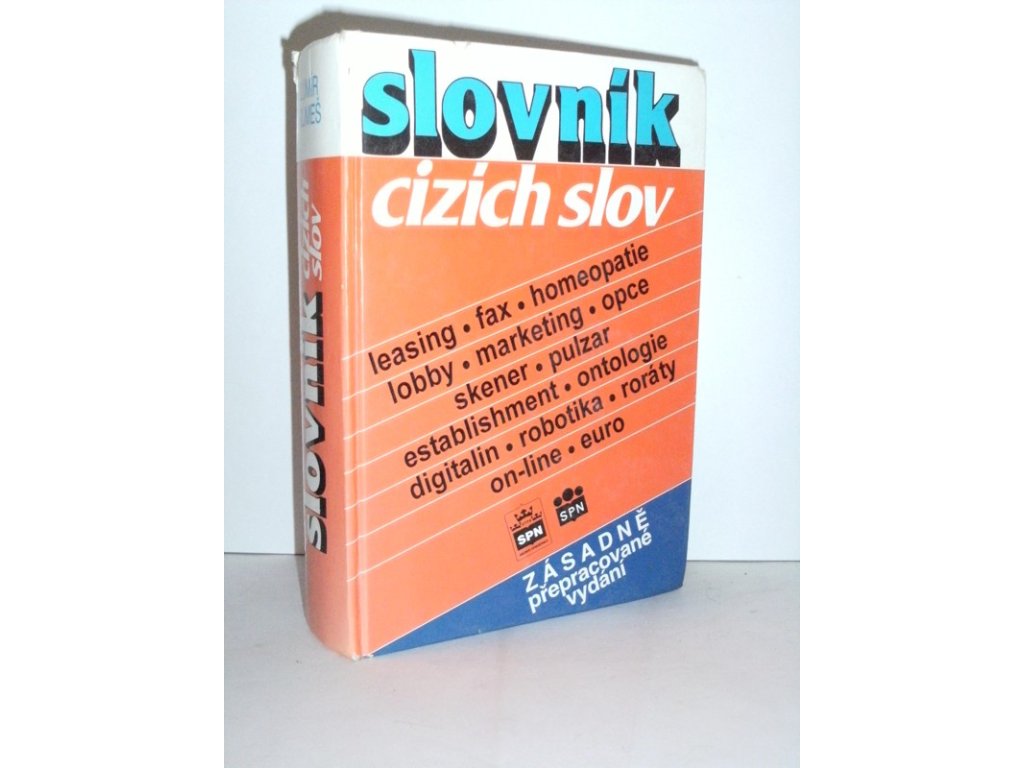 slovník
cizích slov
leasing • fax • homeopatie
lobby • marketing • opce
skener • pulzar
establishment • ontologie
digitalin • robotika • roráty
on-line • euro
SPN
SPN
ZÁSADNĚ
přepracované
vydání
slovník
cizích
slov